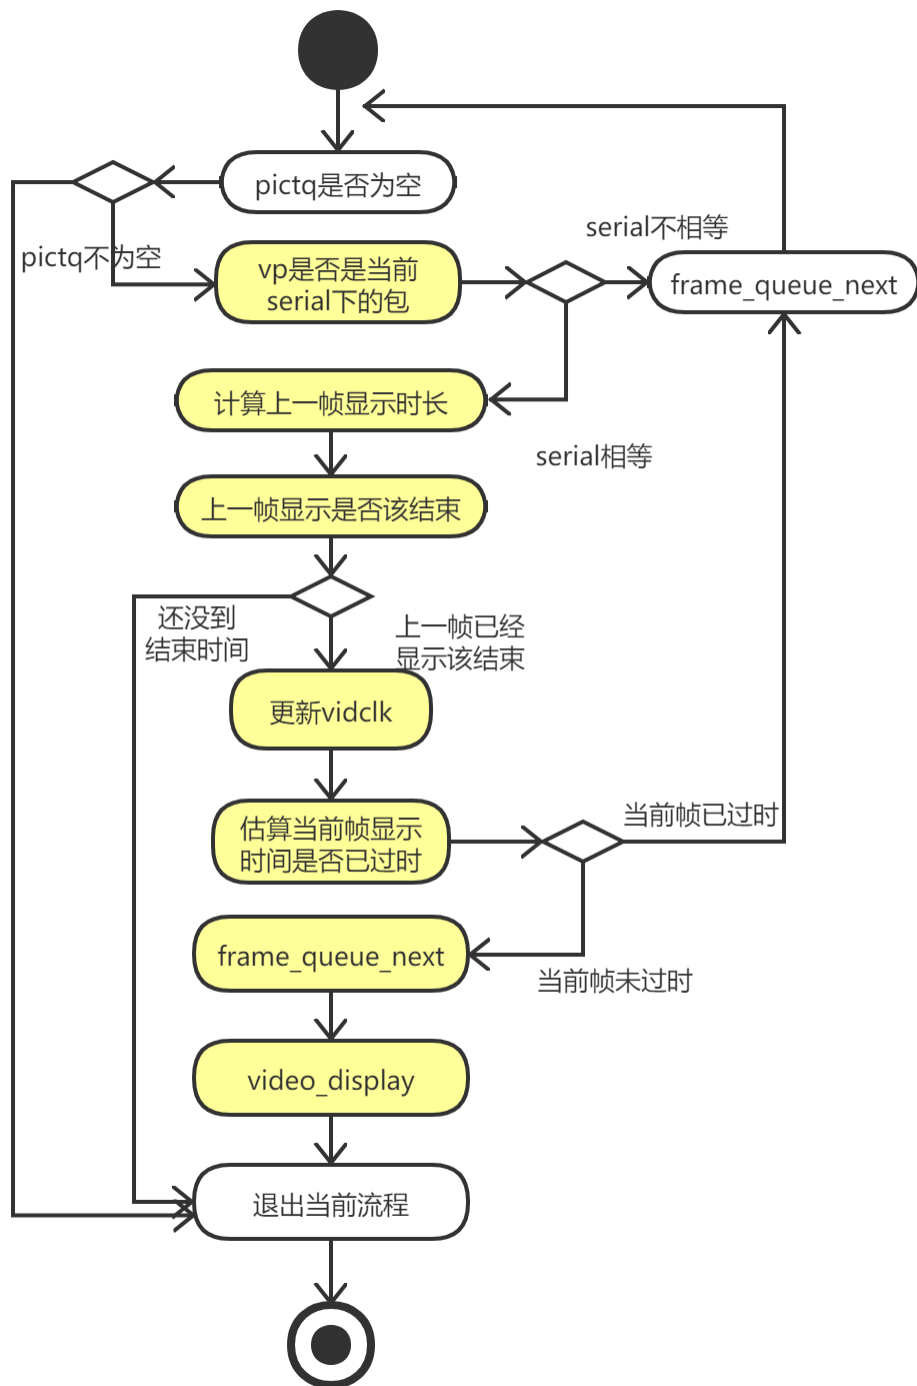 pictq是否为空
pictq不为空
serial不相等
vp是否是当前
serial下的包
frame_queue_next
计算上一帧显示时长
serial相等
上一帧显示是否该结束
还没到
结束时间
上一帧已经
显示该结束
更新vidclk
当前帧已过时
估算当前帧显示
时间是否已过时
frame_queue_next
当前帧未过时
video_display
退出当前流程